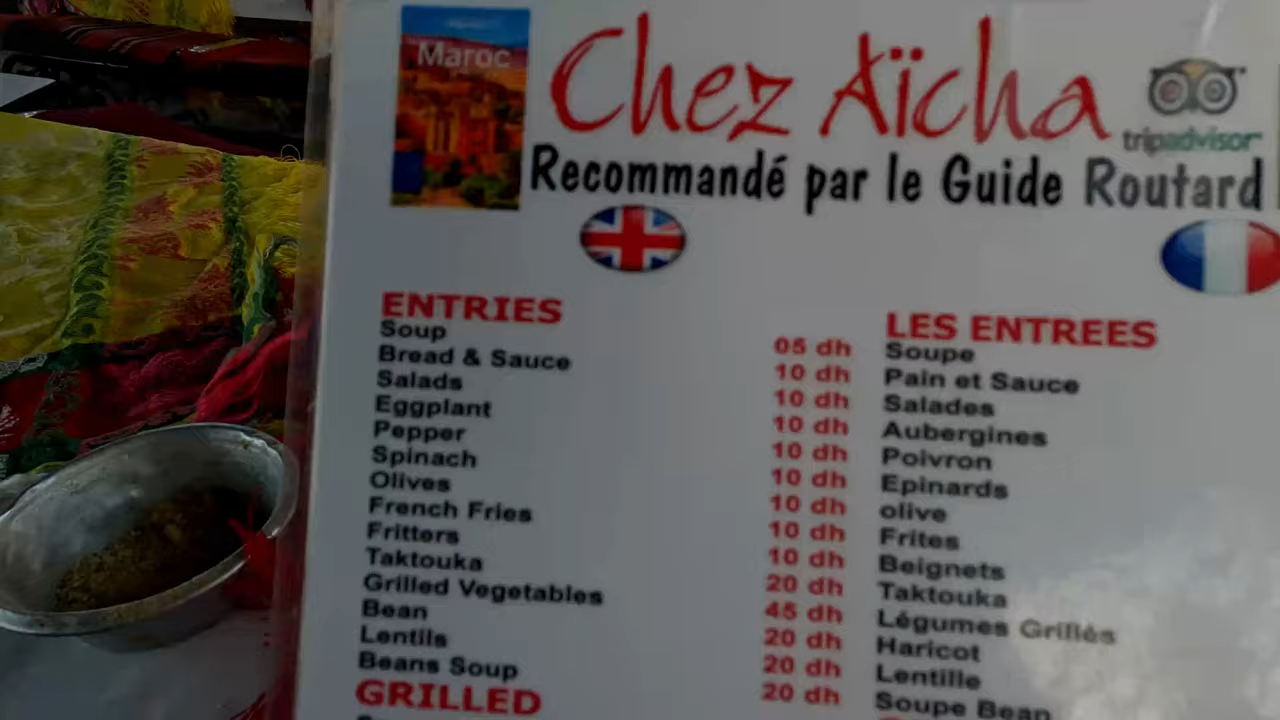 Maroc
Chez Aïcha
tripadvisor
Recommandé par le Guide Routard
ENTRIES
Soup 05 dh
Bread & Sauce 10 dh
Salads 10 dh
Eggplant 10 dh
Pepper 10 dh
Spinach 10 dh
Olives 10 dh
French Fries 10 dh
Fritters 10 dh
Taktouka 20 dh
Grilled Vegetables 45 dh
Bean 20 dh
Lentils 20 dh
Beans Soup 20 dh
GRILLED
LES ENTREES
Soupe
Pain et Sauce
Salades
Aubergines
Poivron
Epinards
olive
Frites
Beignets
Taktouka
Légumes Grillés
Haricot
Lentille
Soupe Bean